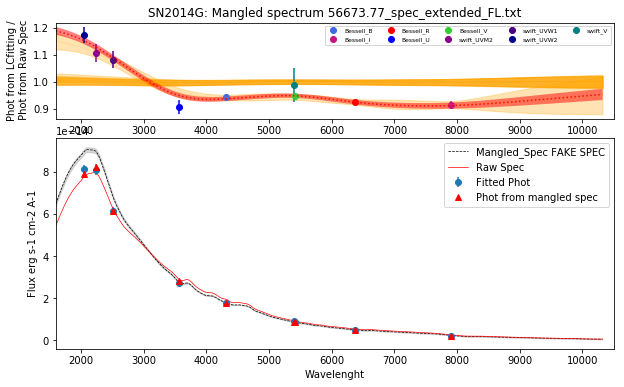 SN2014G: Mangled spectrum 56673.77_spec_extended_FL.txt
Phot from LCfitting /
Phot from Raw Spec
1.2
1.1
1.0
0.9
Bessell_B
Bessell_I
Bessell_R
Bessell_U
Bessell_V
swift_UVM2
swift_UVW1
swift_UVW2
swift_V
2000 3000 4000 5000 6000 7000 8000 9000 10000
1e−14
Flux erg s-1 cm-2 A-1
8
6
4
2
0
Mangled_Spec FAKE SPEC
Raw Spec
Fitted Phot
Phot from mangled spec
2000 3000 4000 5000 6000 7000 8000 9000 10000
Wavelenght